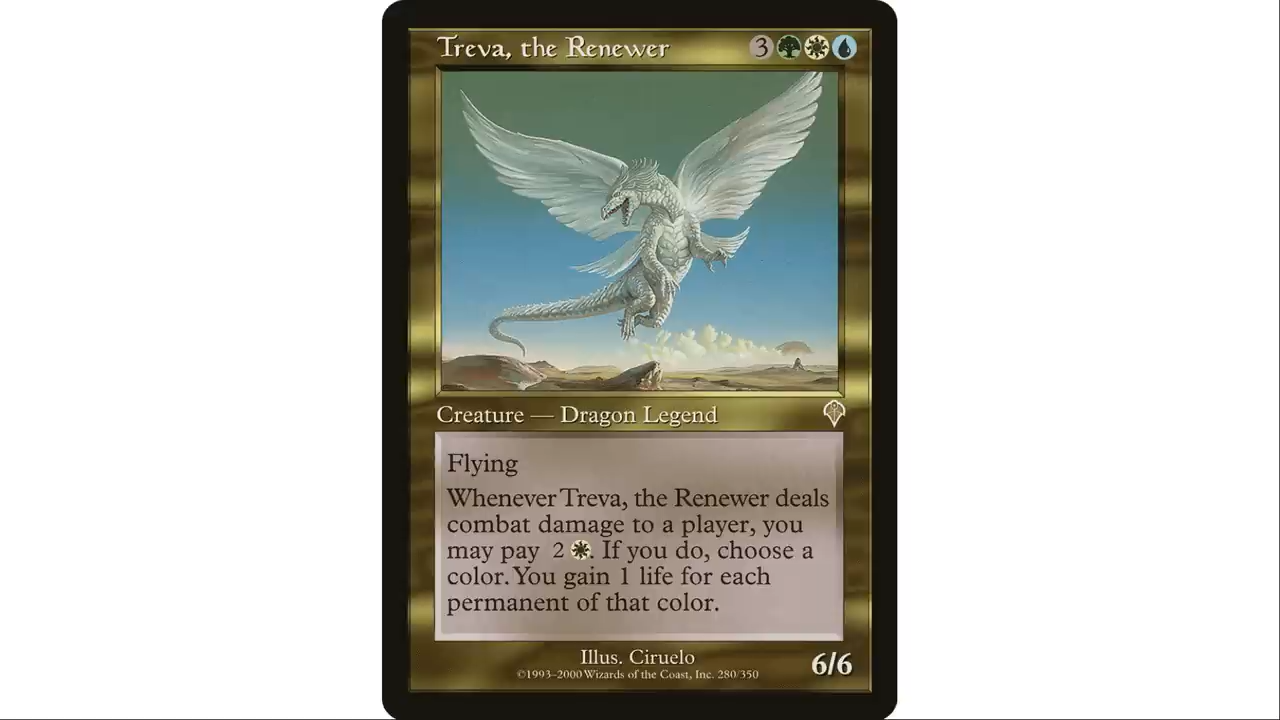 Treva, the Renewer 3
Creature — Dragon Legend
Flying
Whenever Treva, the Renewer deals
combat damage to a player, you
may pay 2 . If you do, choose a
color. You gain 1 life for each
permanent of that color.
Illus. Ciruelo
©1993–2000 Wizards of the Coast, Inc. 280/350
6/6